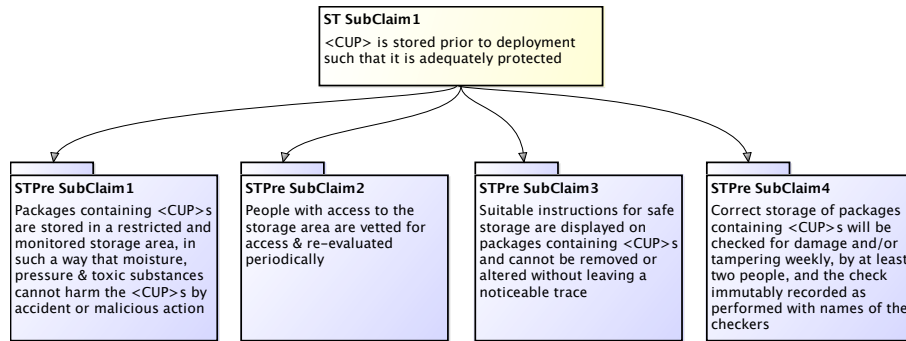 ST SubClaim1
<CUP> is stored prior to deployment
such that it is adequately protected
STPre SubClaim1
Packages containing <CUP>s
are stored in a restricted and
monitored storage area, in
such a way that moisture,
pressure & toxic substances
cannot harm the <CUP>s by
accident or malicious action
STPre SubClaim2
People with access to the
storage area are vetted for
access & re-evaluated
periodically
STPre SubClaim3
Suitable instructions for safe
storage are displayed on
packages containing <CUP>s
and cannot be removed or
altered without leaving a
noticeable trace
STPre SubClaim4
Correct storage of packages
containing <CUP>s will be
checked for damage and/or
tampering weekly, by at least
two people, and the check
immutably recorded as
performed with names of the
checkers